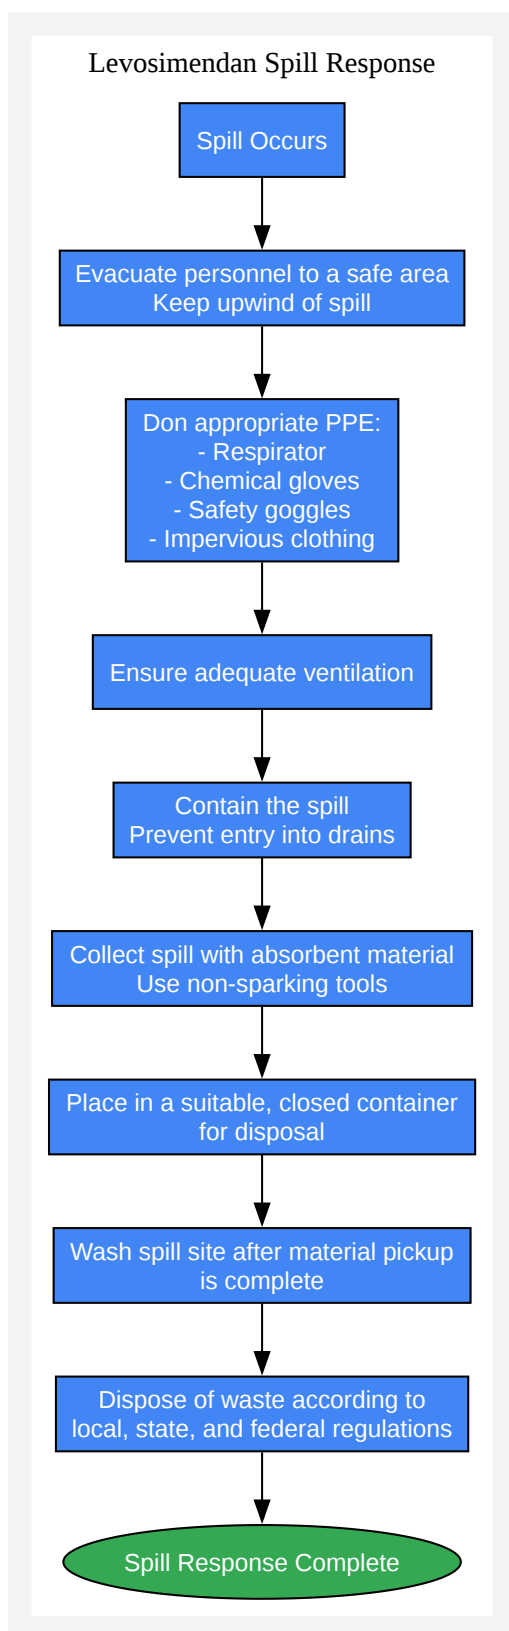 Levosimendan Spill Response
Spill Occurs
Evacuate personnel to a safe area
Keep upwind of spill
Don appropriate PPE:
- Respirator
- Chemical gloves
- Safety goggles
- Impervious clothing
Ensure adequate ventilation
Contain the spill
Prevent entry into drains
Collect spill with absorbent material
Use non-sparking tools
Place in a suitable, closed container
for disposal
Wash spill site after material pickup
is complete
Dispose of waste according to
local, state, and federal regulations
Spill Response Complete